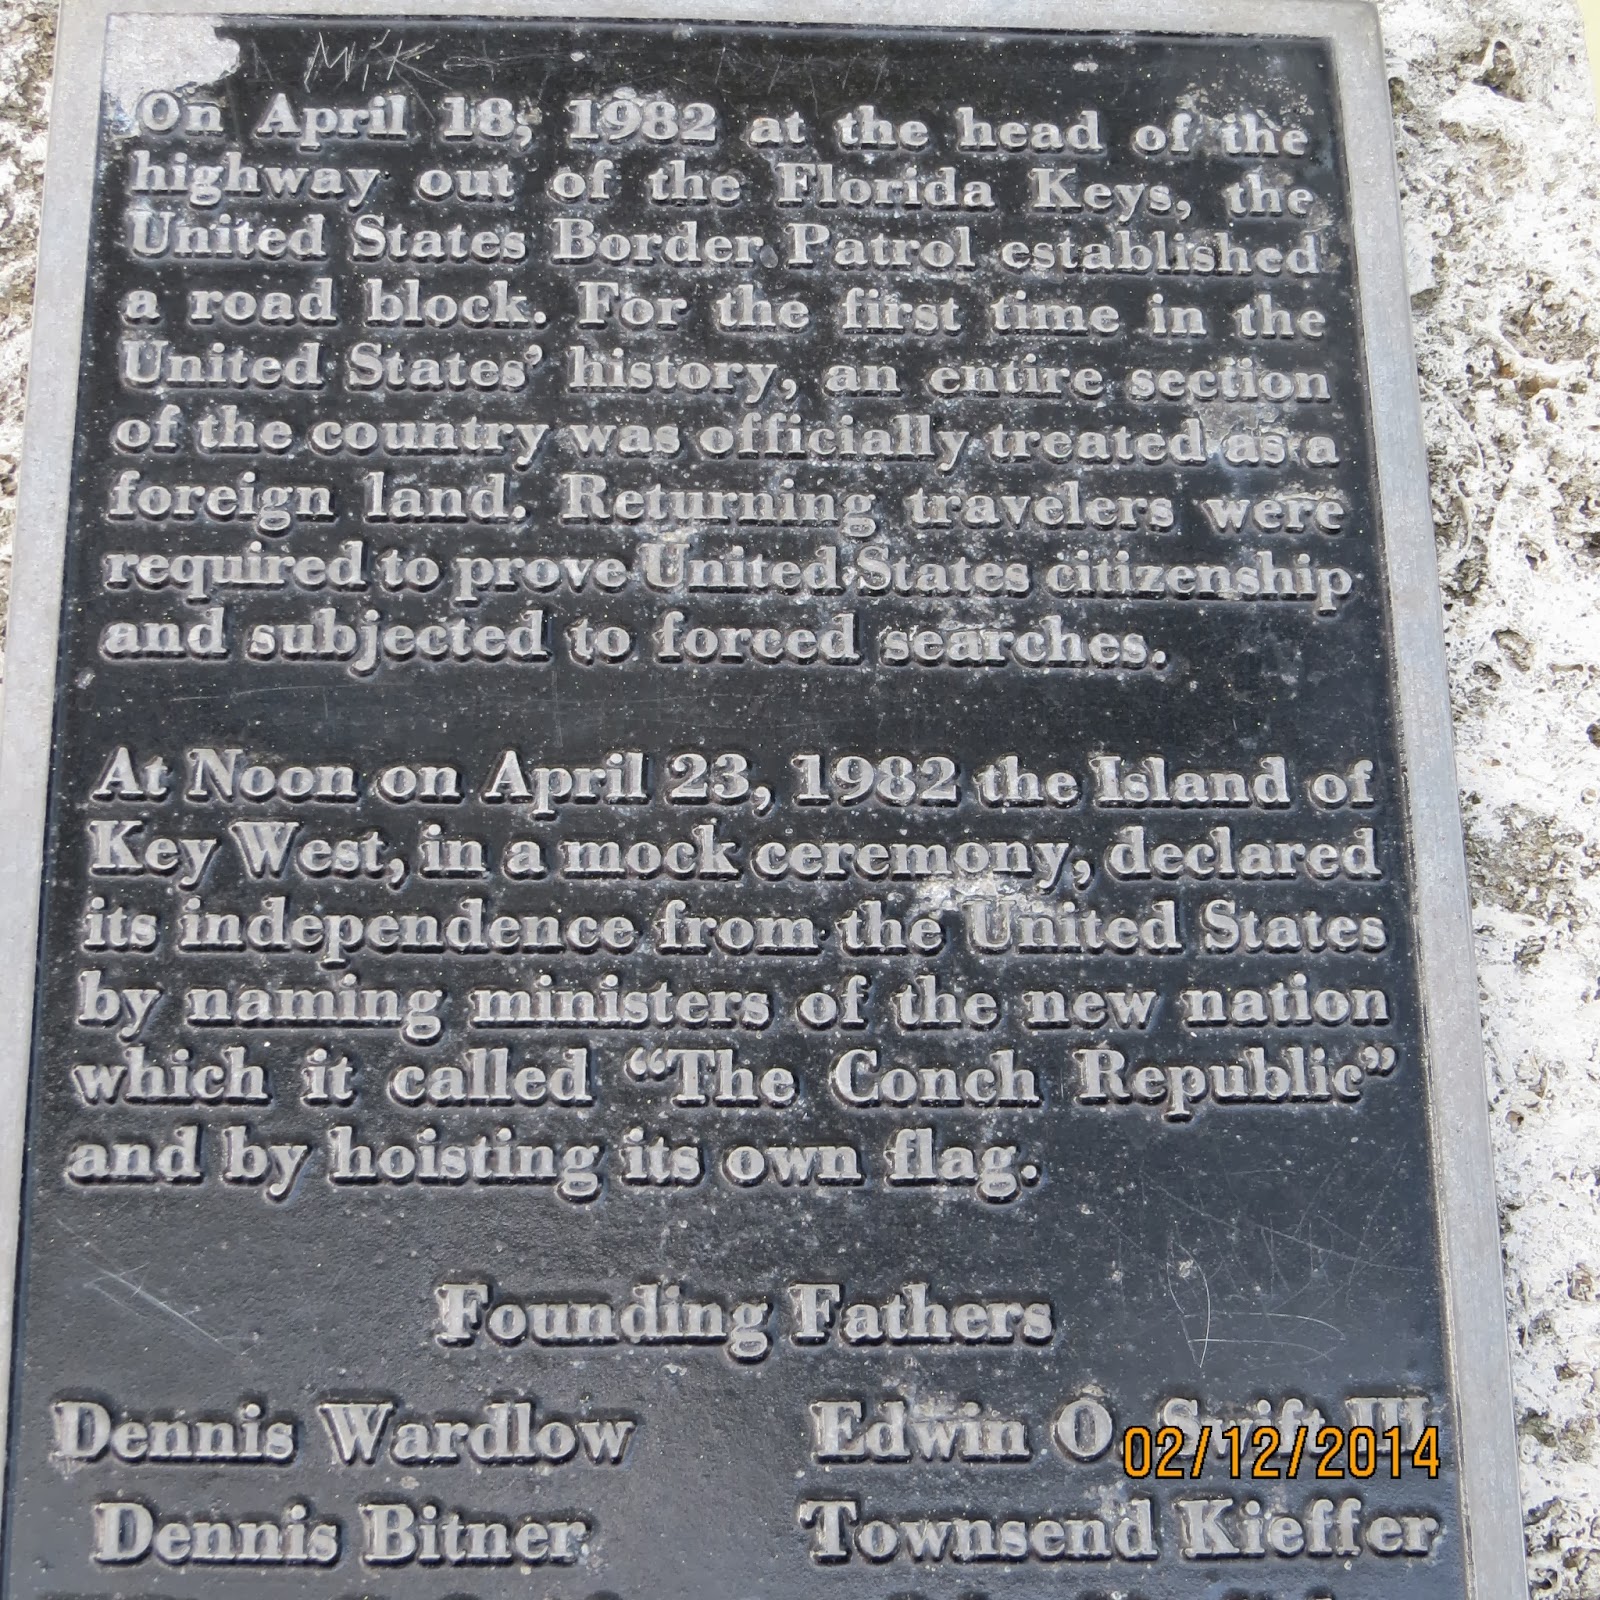 MiK
On April 18, 1982 at the head of the
highway out of the Florida Keys, the
United States Border Patrol established
a road block. For the first time in the
United States' history, an entire section
of the country was officially treated as a
foreign land. Returning travelers were
required to prove United States citizenship
and subjected to forced searches.
At Noon on April 23, 1982 the Island of
Key West, in a mock ceremony, declared
its independence from the United States
by naming ministers of the new nation
which it called “The Conch Republic”
and by hoisting its own flag.
Founding Fathers
Dennis Wardlow Edwin O. Swift III
02/12/2014
Dennis Bitner Townsend Kieffer